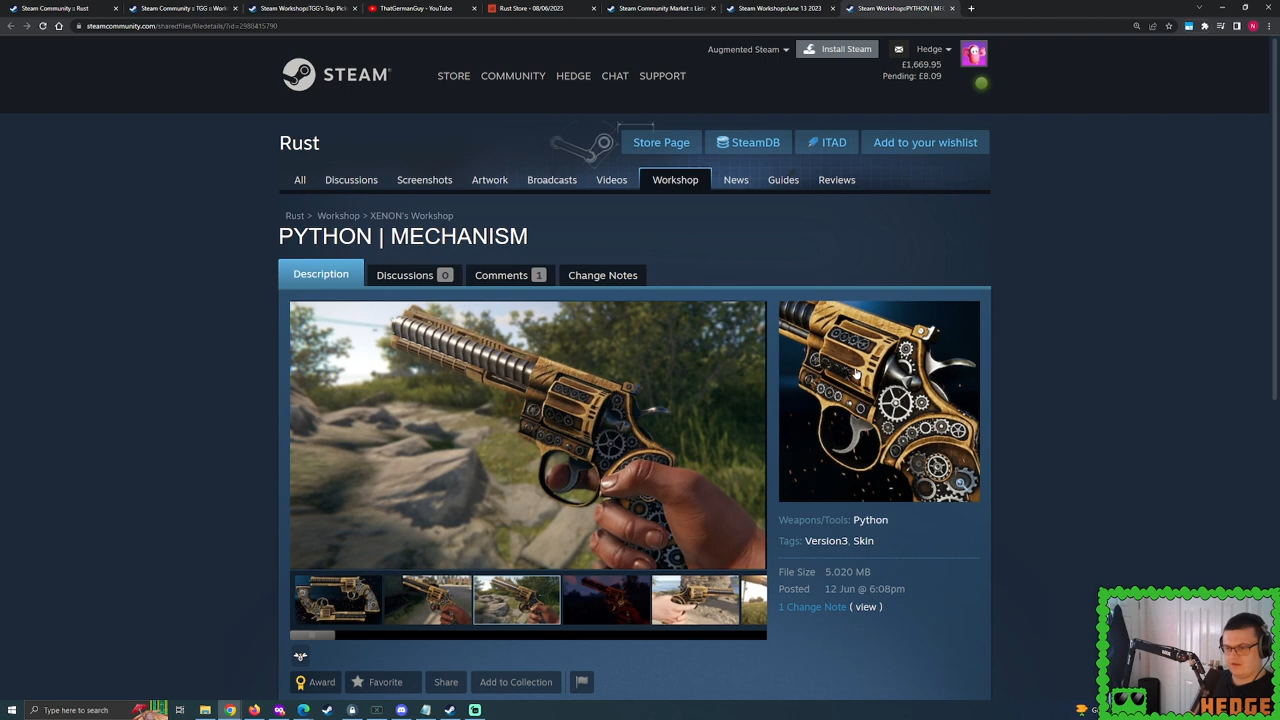 Steam Community :: Rust
Steam Community :: TGG :: Work
Steam Workshop::TGG's Top Pick
ThatGermanGuy - YouTube
Rust Store - 08/06/2023
Steam Community Market :: Listi
Steam Workshop::June 13 2023
Steam Workshop::PYTHON | MEC
steamcommunity.com/sharedfiles/filedetails/?id=2988415790
Augmented Steam
Install Steam
Hedge
£1,669.95
Pending: £8.09
STEAM
STORE COMMUNITY HEDGE CHAT SUPPORT
Rust
Store Page SteamDB ITAD Add to your wishlist
All Discussions Screenshots Artwork Broadcasts Videos Workshop News Guides Reviews
Rust > Workshop > XENON's Workshop
PYTHON | MECHANISM
Description Discussions 0 Comments 1 Change Notes
Weapons/Tools: Python
Tags: Version3, Skin
File Size 5.020 MB
Posted 12 Jun @ 6:08pm
1 Change Note ( view )
Award Favorite Share Add to Collection
Type here to search
HEDGE